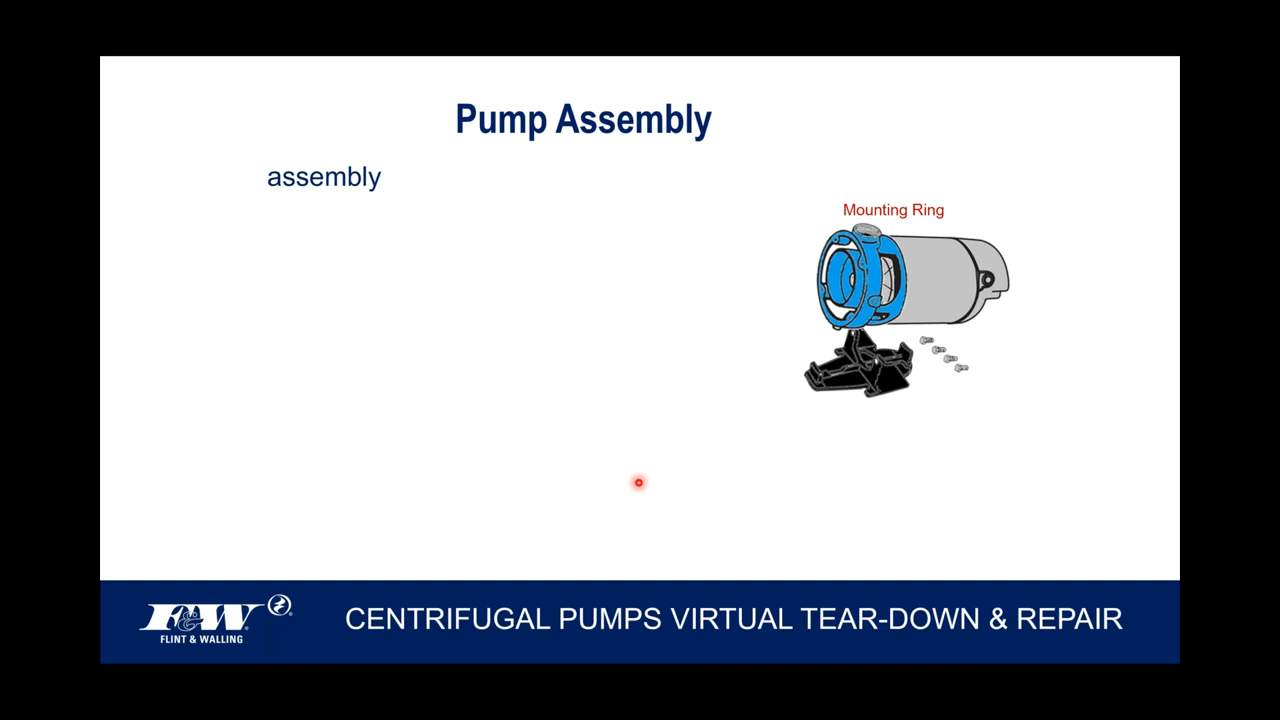 Pump Assembly
assembly
Mounting Ring
F&W
FLINT & WALLING
CENTRIFUGAL PUMPS VIRTUAL TEAR-DOWN & REPAIR